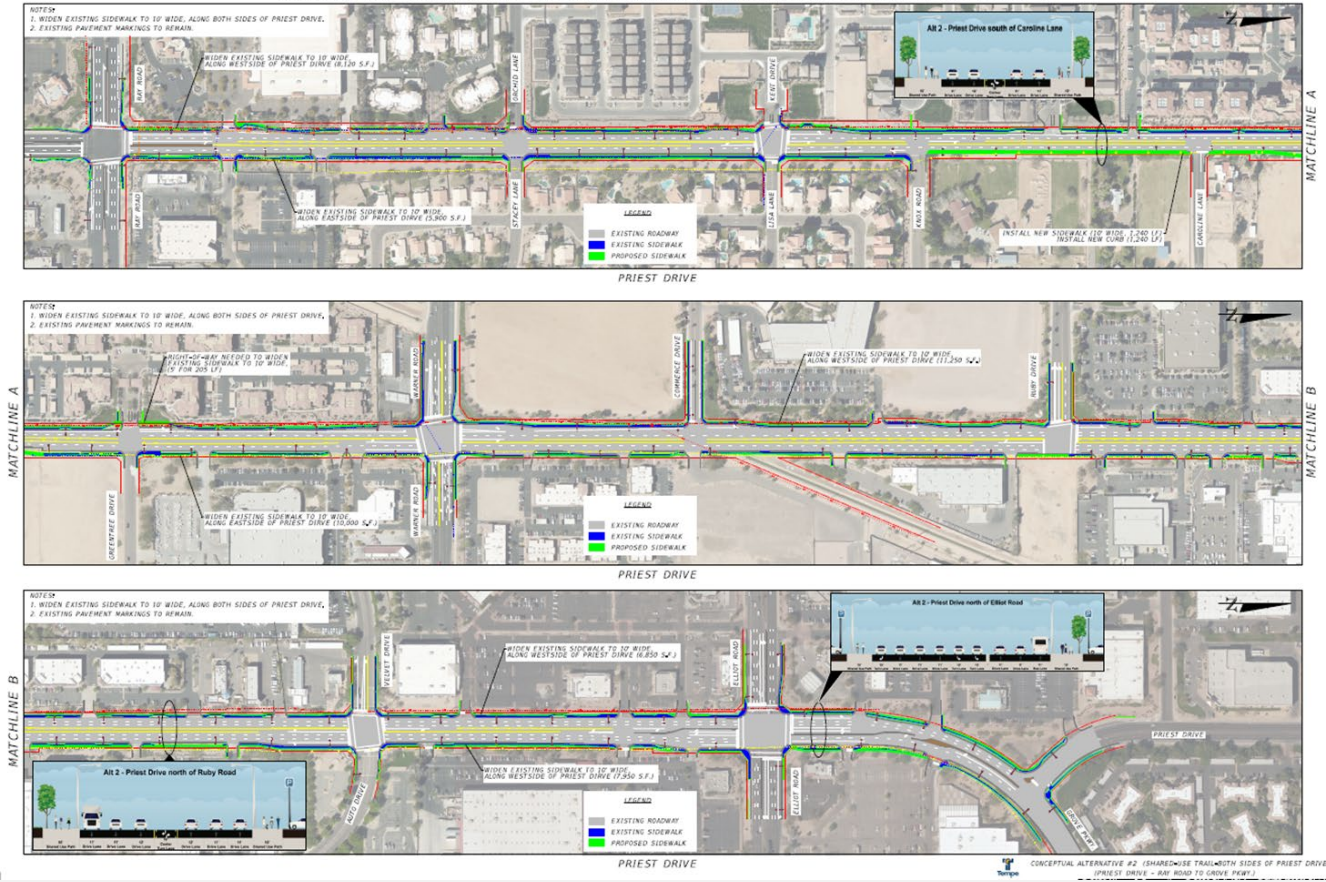 NOTES:
1. WIDEN EXISTING SIDEWALK TO 10' WIDE, ALONG BOTH SIDES OF PRIEST DRIVE.
2. EXISTING PAVEMENT MARKINGS TO REMAIN.
WIDEN EXISTING SIDEWALK TO 10' WIDE,
ALONG WESTSIDE OF PRIEST DIRVE (8,120 S.F.)
RAY ROAD
ORCHID LANE
KENT DRIVE
Alt 2 - Priest Drive south of Caroline Lane
MATCHLINE A
RAY ROAD
WIDEN EXISTING SIDEWALK TO 10' WIDE,
ALONG EASTSIDE OF PRIEST DIRVE (5,900 S.F.)
STACEY LANE
LISA LANE
KNOX ROAD
CAROLINE LANE
INSTALL NEW SIDEWALK (10' WIDE, 1,240 LF)
INSTALL NEW CURB (1,240 LF)
LEGEND
EXISTING ROADWAY
EXISTING SIDEWALK
PROPOSED SIDEWALK
PRIEST DRIVE
NOTES:
1. WIDEN EXISTING SIDEWALK TO 10' WIDE, ALONG BOTH SIDES OF PRIEST DRIVE.
2. EXISTING PAVEMENT MARKINGS TO REMAIN.
RIGHT-OF-WAY NEEDED TO WIDEN
EXISTING SIDEWALK TO 10' WIDE.
(5' FOR 205 LF)
WARNER ROAD
COMMERCE DRIVE
WIDEN EXISTING SIDEWALK TO 10' WIDE,
ALONG WESTSIDE OF PRIEST DIRVE (11,250 S.F.)
RUBY DRIVE
MATCHLINE A
MATCHLINE B
GREENTREE DRIVE
WIDEN EXISTING SIDEWALK TO 10' WIDE,
ALONG EASTSIDE OF PRIEST DIRVE (10,000 S.F.)
WARNER ROAD
LEGEND
EXISTING ROADWAY
EXISTING SIDEWALK
PROPOSED SIDEWALK
PRIEST DRIVE
NOTES:
1. WIDEN EXISTING SIDEWALK TO 10' WIDE, ALONG BOTH SIDES OF PRIEST DRIVE.
2. EXISTING PAVEMENT MARKINGS TO REMAIN.
VELVET DRIVE
WIDEN EXISTING SIDEWALK TO 10' WIDE,
ALONG WESTSIDE OF PRIEST DIRVE (6,850 S.F.)
ELLIOT ROAD
Alt 2 - Priest Drive north of Elliot Road
MATCHLINE B
PRIEST DRIVE
Alt 2 - Priest Drive north of Ruby Road
AUTO DRIVE
WIDEN EXISTING SIDEWALK TO 10' WIDE,
ALONG WESTSIDE OF PRIEST DIRVE (7,950 S.F.)
ELLIOT ROAD
GROVE PKWY.
LEGEND
EXISTING ROADWAY
EXISTING SIDEWALK
PROPOSED SIDEWALK
PRIEST DRIVE
Tempe
CONCEPTUAL ALTERNATIVE #2 (SHARED-USE TRAIL-BOTH SIDES OF PRIEST DRIVE
(PRIEST DRIVE - RAY ROAD TO GROVE PKWY.)